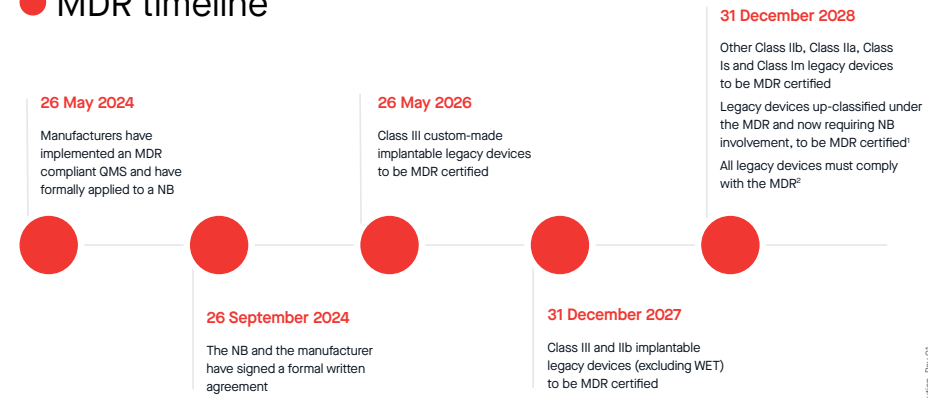 MDR timeline
26 May 2024
Manufacturers have
implemented an MDR
compliant QMS and have
formally applied to a NB
26 September 2024
The NB and the manufacturer
have signed a formal written
agreement
26 May 2026
Class III custom-made
implantable legacy devices
to be MDR certified
31 December 2027
Class III and IIb implantable
legacy devices (excluding WET)
to be MDR certified
31 December 2028
Other Class IIb, Class IIa, Class
Is and Class Im legacy devices
to be MDR certified
Legacy devices up-classified under
the MDR and now requiring NB
involvement, to be MDR certified¹
All legacy devices must comply
with the MDR²